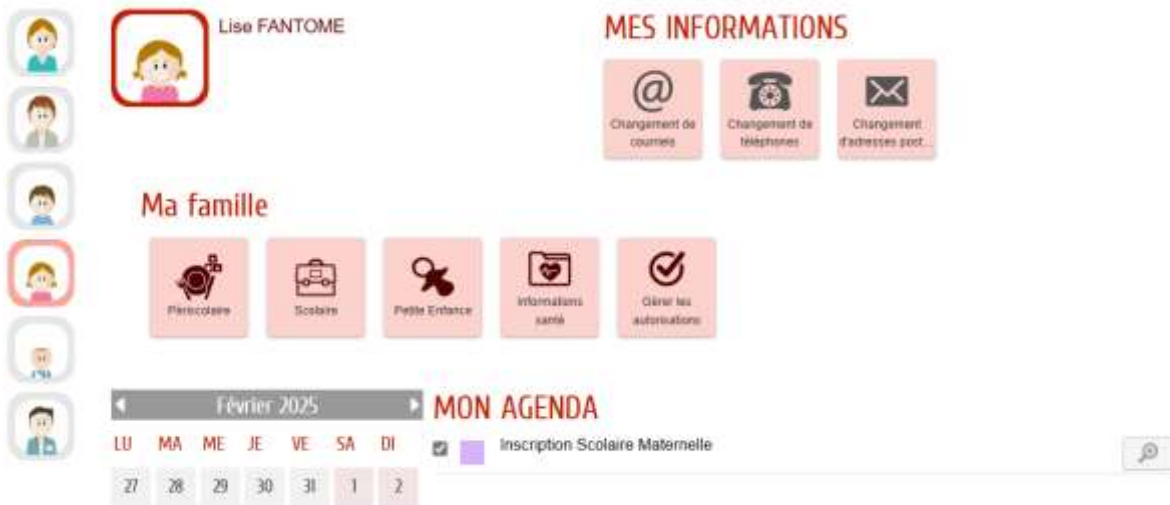 Lise FANTOME
MES INFORMATIONS
@
Changement de
courriels
Changement de
téléphones
Changement
d'adresses post...
Ma famille
Périscolaire
Scolaire
Petite Enfance
Informations
santé
Gérer les
autorisations
Février 2025
LU MA ME JE VE SA DI
27 28 29 30 31 1 2
MON AGENDA
Inscription Scolaire Maternelle